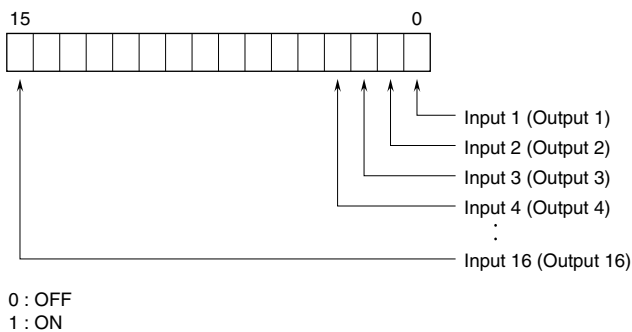 15 0
Input 1 (Output 1)
Input 2 (Output 2)
Input 3 (Output 3)
Input 4 (Output 4)
:
Input 16 (Output 16)
0 : OFF
1 : ON